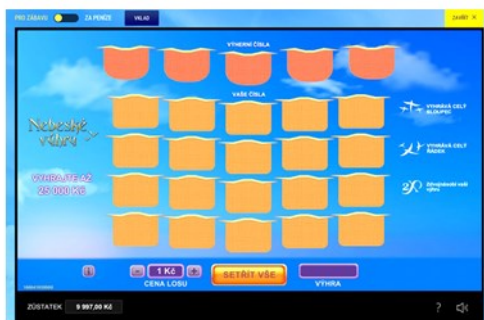 PRO ZÁBAVU ZA PENÍZE VKLAD ZAVŘÍT ×
VÝHERNÍ ČÍSLA
VAŠE ČÍSLA
Nebeské
výhry
VYHRAJTE AŽ
25 000 Kč
VYHRÁVÁ CELÝ
SLOUPEC
VYHRÁVÁ CELÝ
ŘÁDEK
2X Zdvojnásobí vaši
výhru
- 1 Kč + SETŘÍT VŠE
CENA LOSU VÝHRA
ZŮSTATEK 9 997,00 Kč ?